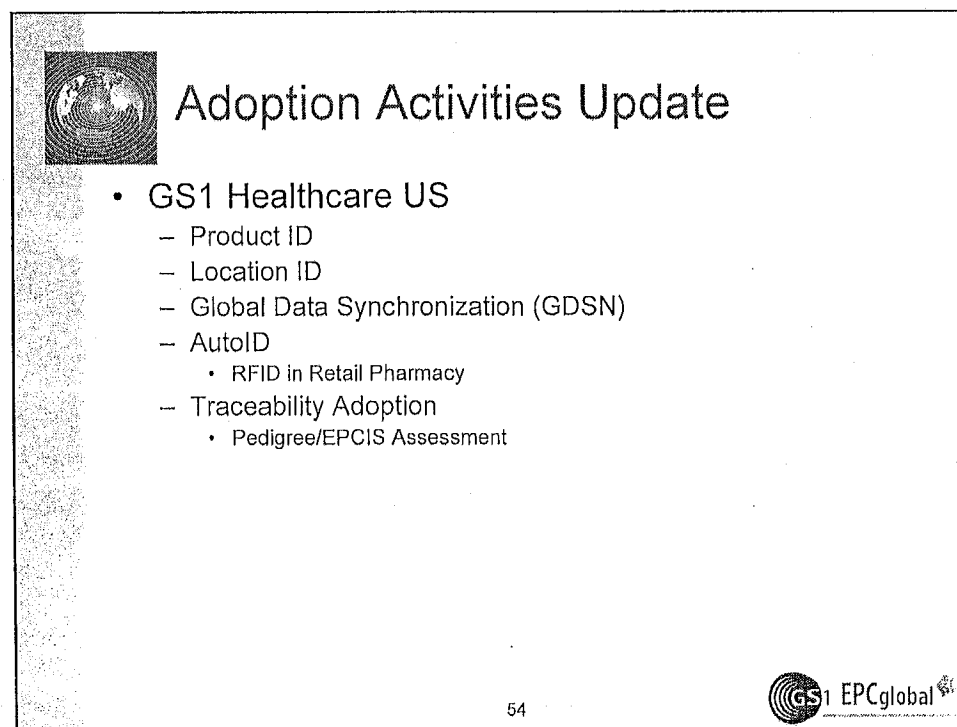 Adoption Activities Update
• GS1 Healthcare US
– Product ID
– Location ID
– Global Data Synchronization (GDSN)
– AutoID
• RFID in Retail Pharmacy
– Traceability Adoption
• Pedigree/EPCIS Assessment
54
GS1 EPCglobal